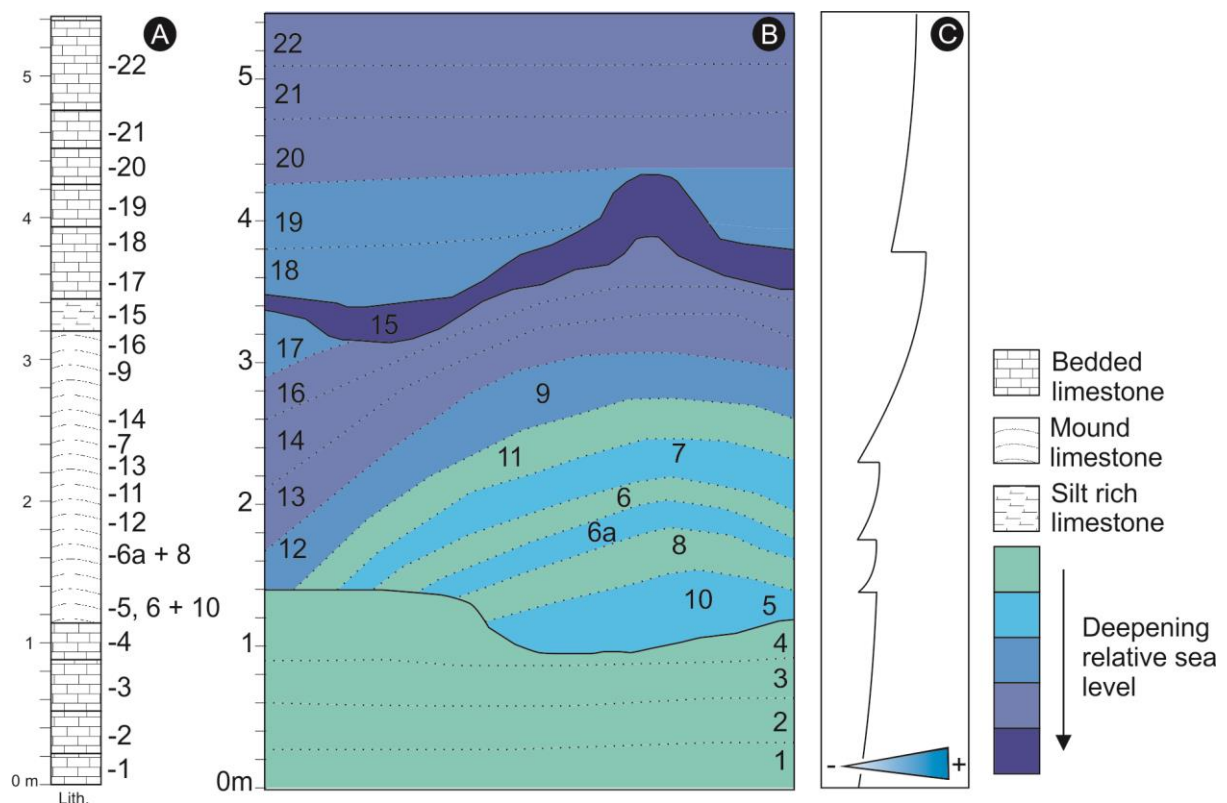 A
B
C
5
4
3
2
1
0 m
Lith.
-22
-21
-20
-19
-18
-17
-15
-16
-9
-14
-7
-13
-11
-12
-6a + 8
-5, 6 + 10
-4
-3
-2
-1
5
4
3
2
1
0m
22
21
20
19
18
15
17
16
9
14
11
7
13
6
6a
12
8
10
5
4
3
2
1
- +
Bedded
limestone
Mound
limestone
Silt rich
limestone
Deepening
relative sea
level